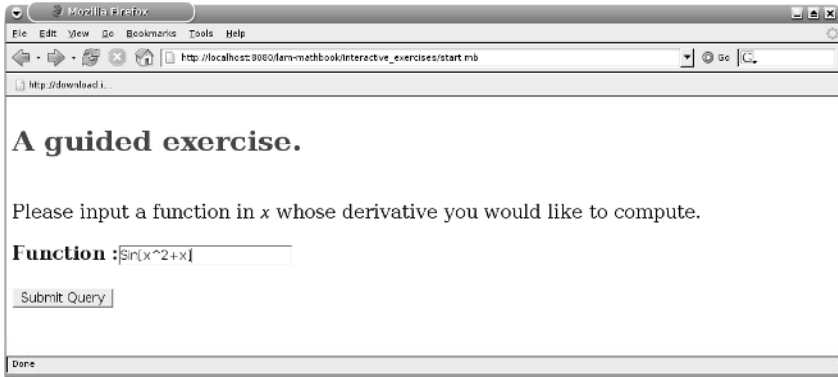 Mozilla Firefox
File Edit View Go Bookmarks Tools Help
http://localhost:8080/lam-mathbook/interactive_exercises/start.mb Go
http://download.i...
A guided exercise.
Please input a function in x whose derivative you would like to compute.
Function : Sin[x^2+x]
Submit Query
Done